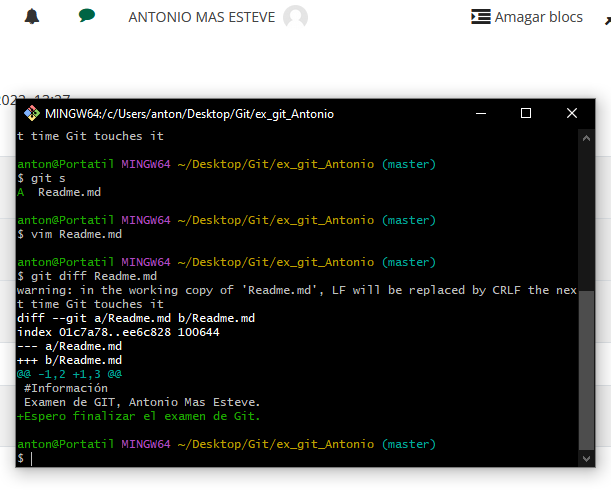 ANTONIO MAS ESTEVE
Amagar blocs
MINGW64:/c/Users/anton/Desktop/Git/ex_git_Antonio
t time Git touches it
anton@Portatil MINGW64 ~/Desktop/Git/ex_git_Antonio (master)
$ git s
A  Readme.md
anton@Portatil MINGW64 ~/Desktop/Git/ex_git_Antonio (master)
$ vim Readme.md
anton@Portatil MINGW64 ~/Desktop/Git/ex_git_Antonio (master)
$ git diff Readme.md
warning: in the working copy of 'Readme.md', LF will be replaced by CRLF the nex
t time Git touches it
diff --git a/Readme.md b/Readme.md
index 01c7a78..ee6c828 100644
--- a/Readme.md
+++ b/Readme.md
@@ -1,2 +1,3 @@
 #Información
 Examen de GIT, Antonio Mas Esteve.
+Espero finalizar el examen de Git.
anton@Portatil MINGW64 ~/Desktop/Git/ex_git_Antonio (master)
$